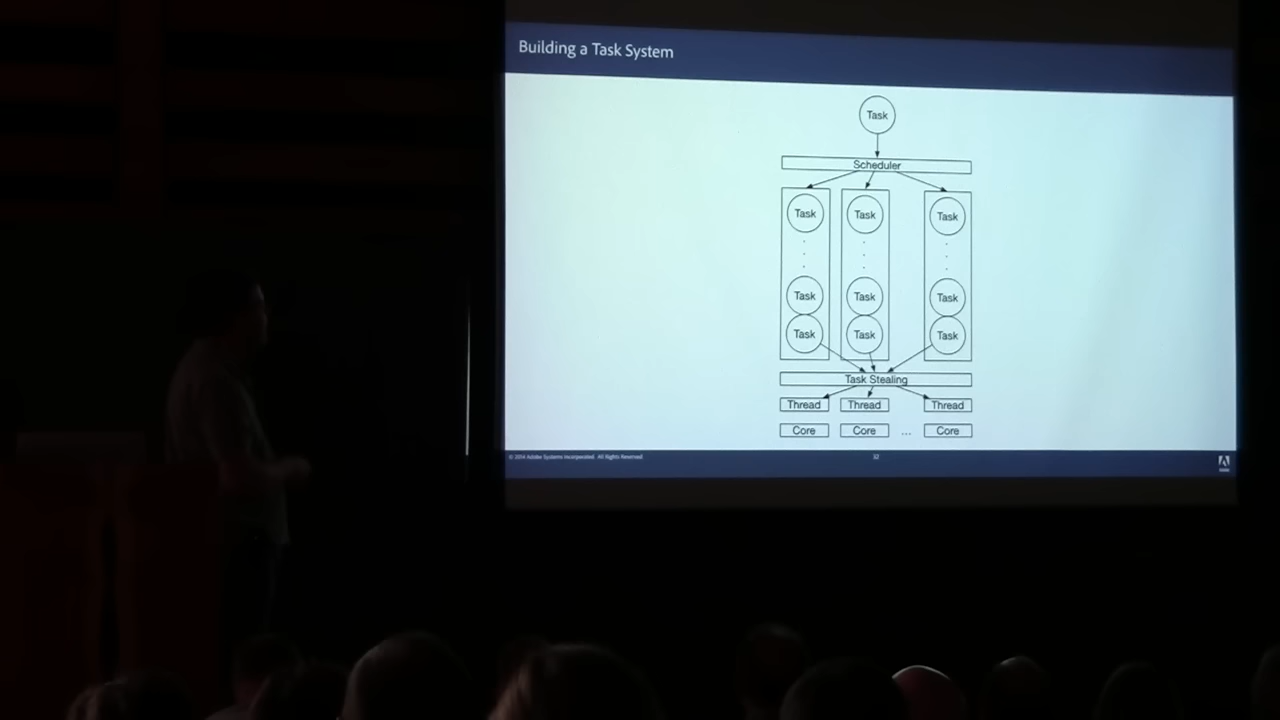 Building a Task System
Task
Scheduler
Task Task Task
Task Task Task
Task Task Task
Task Stealing
Thread Thread Thread
Core Core ... Core
© 2014 Adobe Systems Incorporated. All Rights Reserved.
32